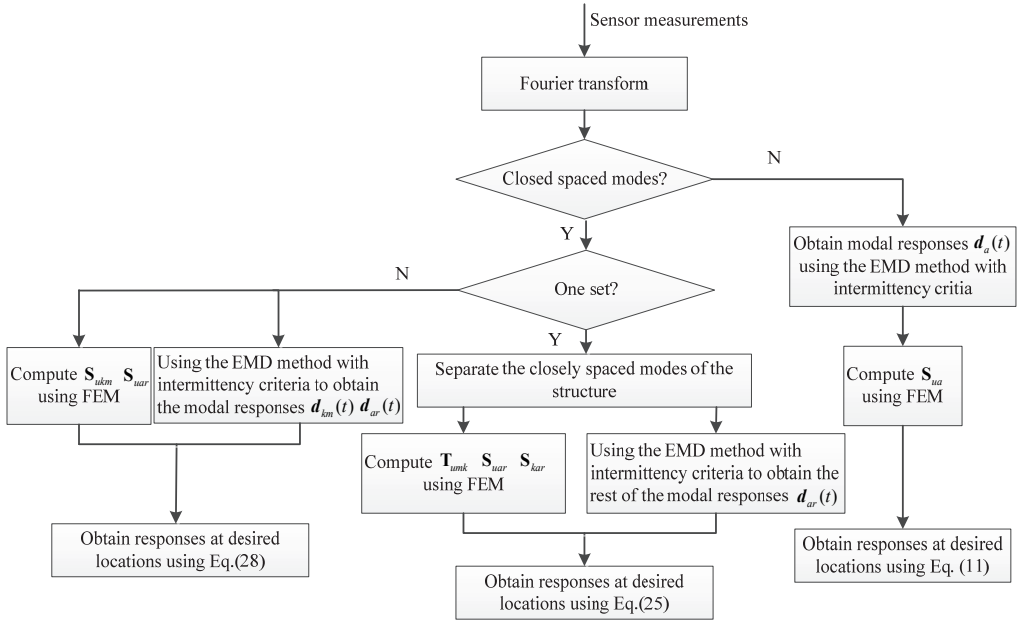 Sensor measurements
Fourier transform
Closed spaced modes?
N
Y
Obtain modal responses d_a(t)
using the EMD method with
intermittency critia
N
One set?
Y
Compute S_ukm S_uar
using FEM
Using the EMD method with
intermittency criteria to obtain
the modal responses d_km(t) d_ar(t)
Separate the closely spaced modes of the
structure
Compute S_ua
using FEM
Compute T_umk S_uar S_kar
using FEM
Using the EMD method with
intermittency criteria to obtain the
rest of the modal responses d_ar(t)
Obtain responses at desired
locations using Eq.(28)
Obtain responses at desired
locations using Eq.(25)
Obtain responses at desired
locations using Eq. (11)